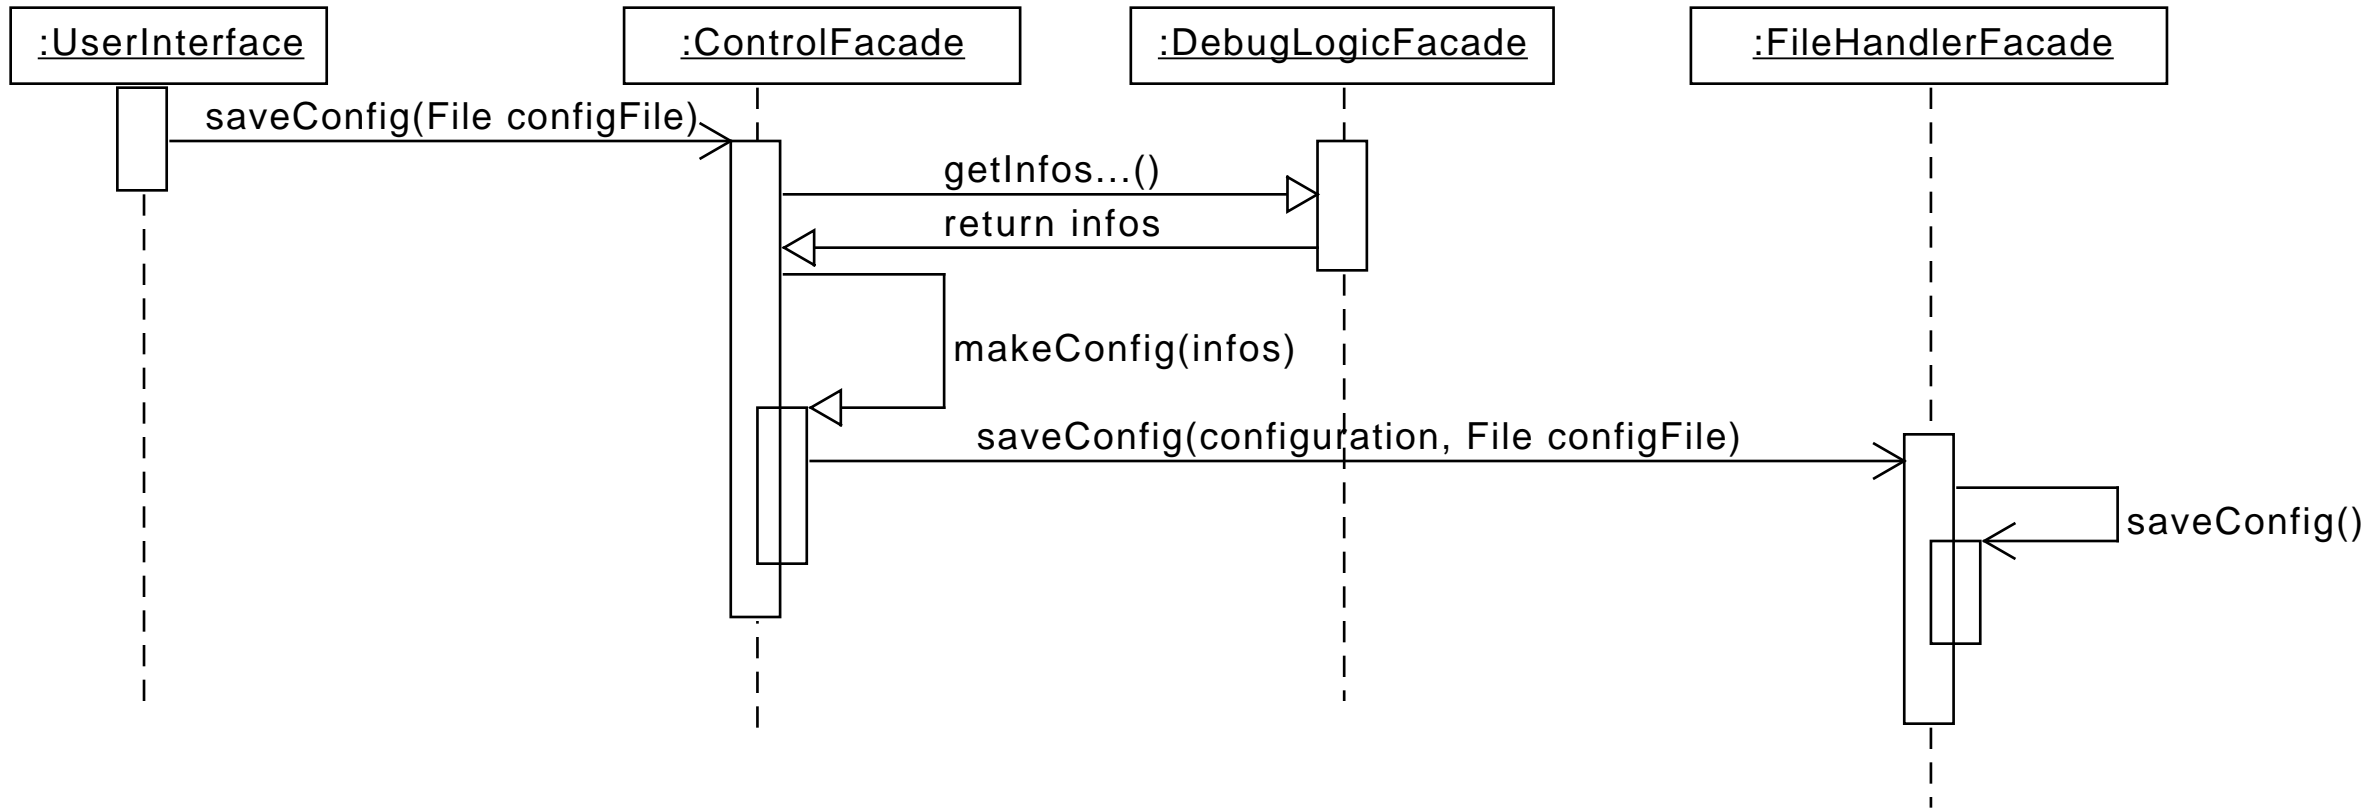 :UserInterface
:ControlFacade
:DebugLogicFacade
:FileHandlerFacade
saveConfig(File configFile)
getInfos...()
return infos
makeConfig(infos)
saveConfig(configuration, File configFile)
saveConfig()